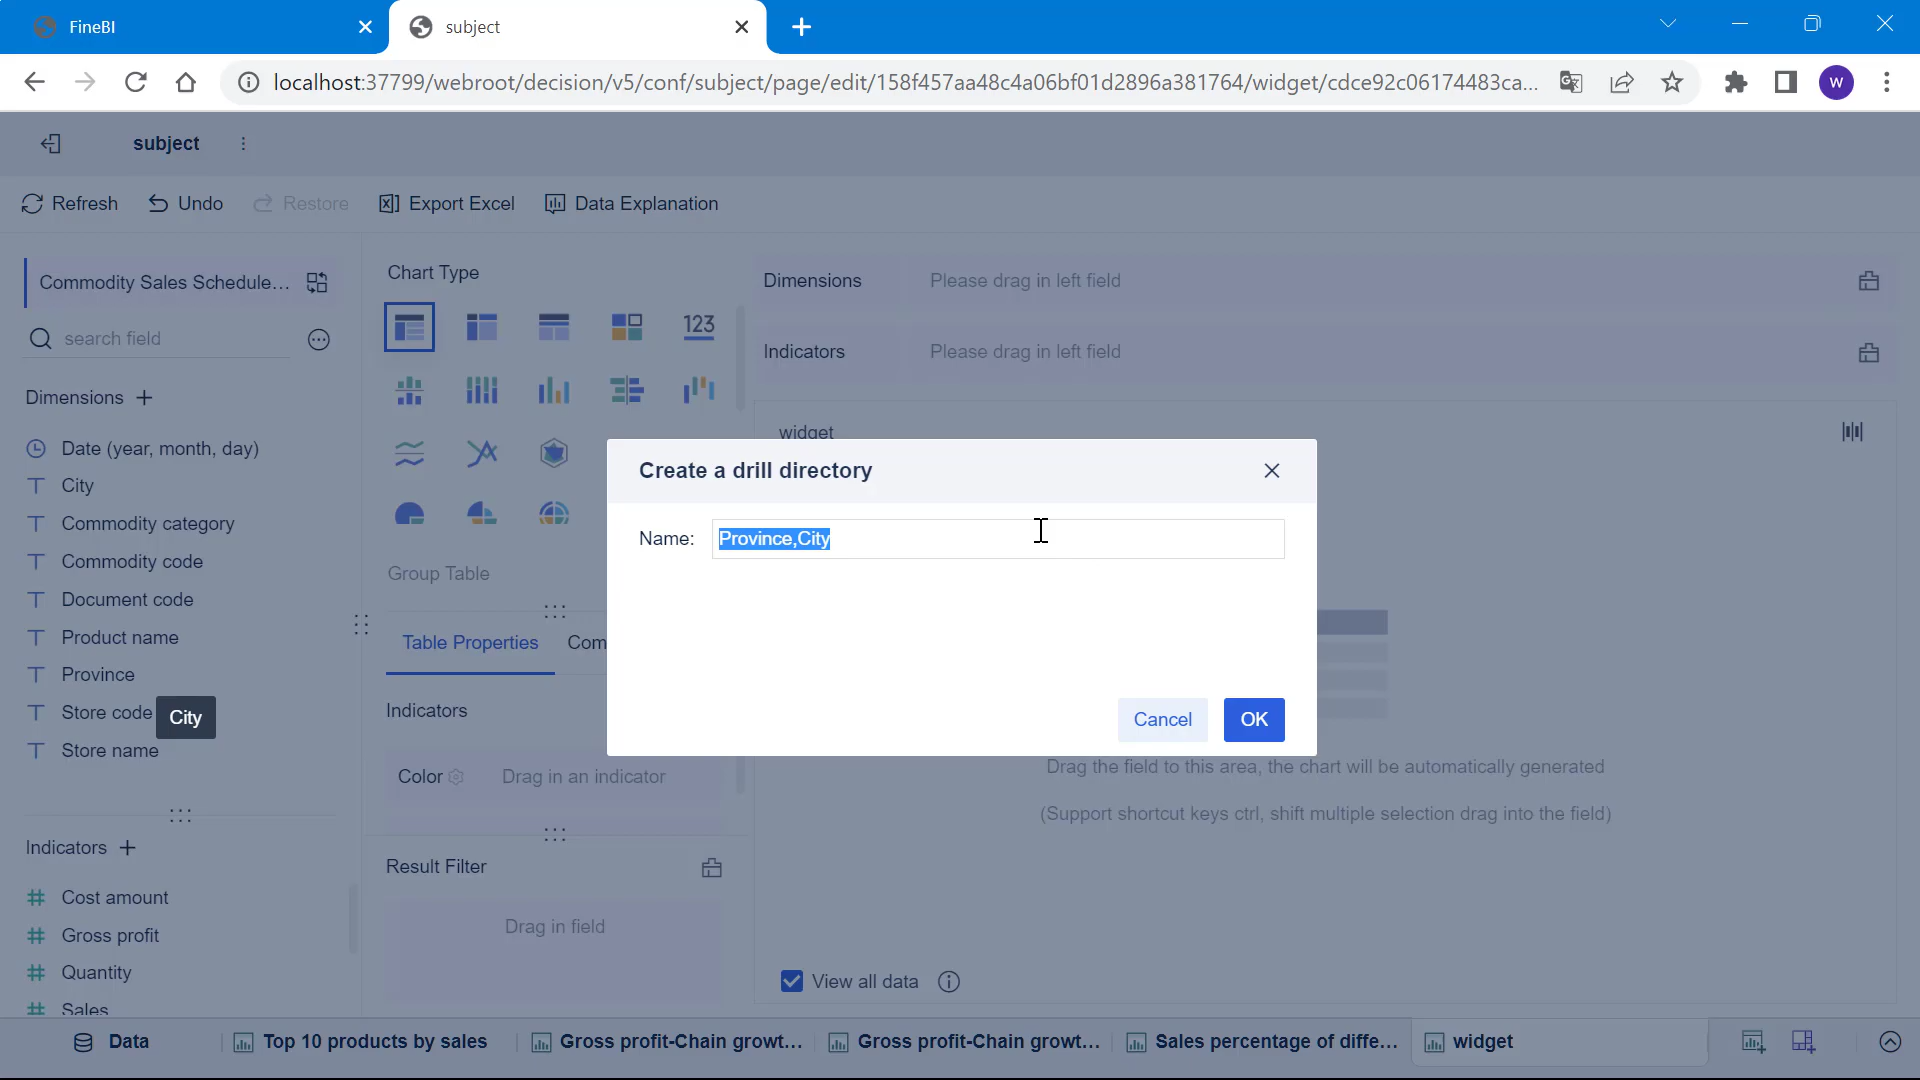 FineBI
subject
localhost:37799/webroot/decision/v5/conf/subject/page/edit/158f457aa48c4a06bf01d2896a381764/widget/cdce92c06174483ca...
W
subject
Refresh
Undo
Restore
Export Excel
Data Explanation
Commodity Sales Schedule...
search field
Dimensions
Date (year, month, day)
City
Commodity category
Commodity code
Document code
Product name
Province
Store code
City
Store name
Indicators
Cost amount
Gross profit
Quantity
Sales
Chart Type
123
Group Table
Table Properties
Com
Indicators
Color
Drag in an indicator
Result Filter
Drag in field
Dimensions
Please drag in left field
Indicators
Please drag in left field
widget
Create a drill directory
Name:
Province,City
Cancel
OK
Drag the field to this area, the chart will be automatically generated
(Support shortcut keys ctrl, shift multiple selection drag into the field)
View all data
Data
Top 10 products by sales
Gross profit-Chain growt...
Gross profit-Chain growt...
Sales percentage of diffe...
widget